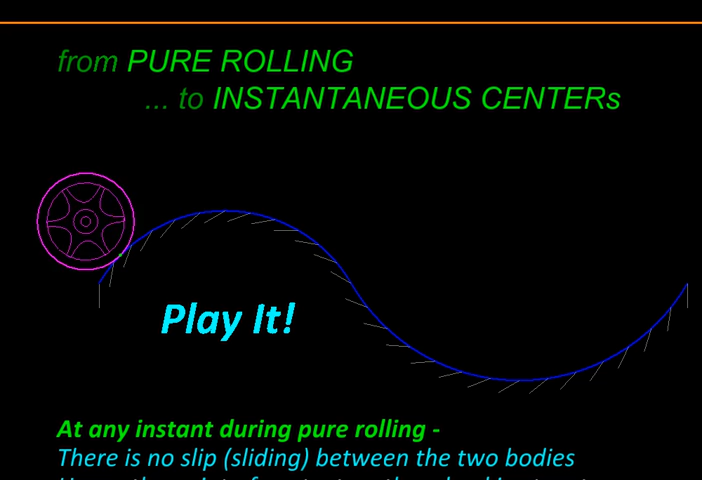 from PURE ROLLING
... to INSTANTANEOUS CENTERs
Play It!
At any instant during pure rolling -
There is no slip (sliding) between the two bodies